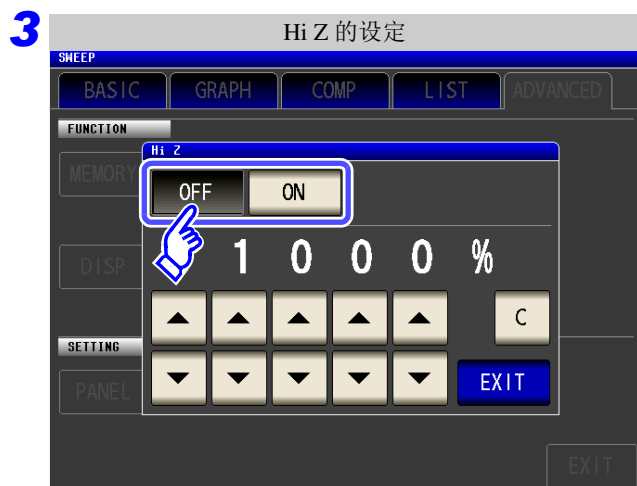 3
Hi Z 的设定
SWEEP
BASIC GRAPH COMP LIST ADVANCED
FUNCTION
Hi Z
MEMORY
OFF ON
DISP
1 0 0 0 %
C
SETTING
PANEL
EXIT
EXIT